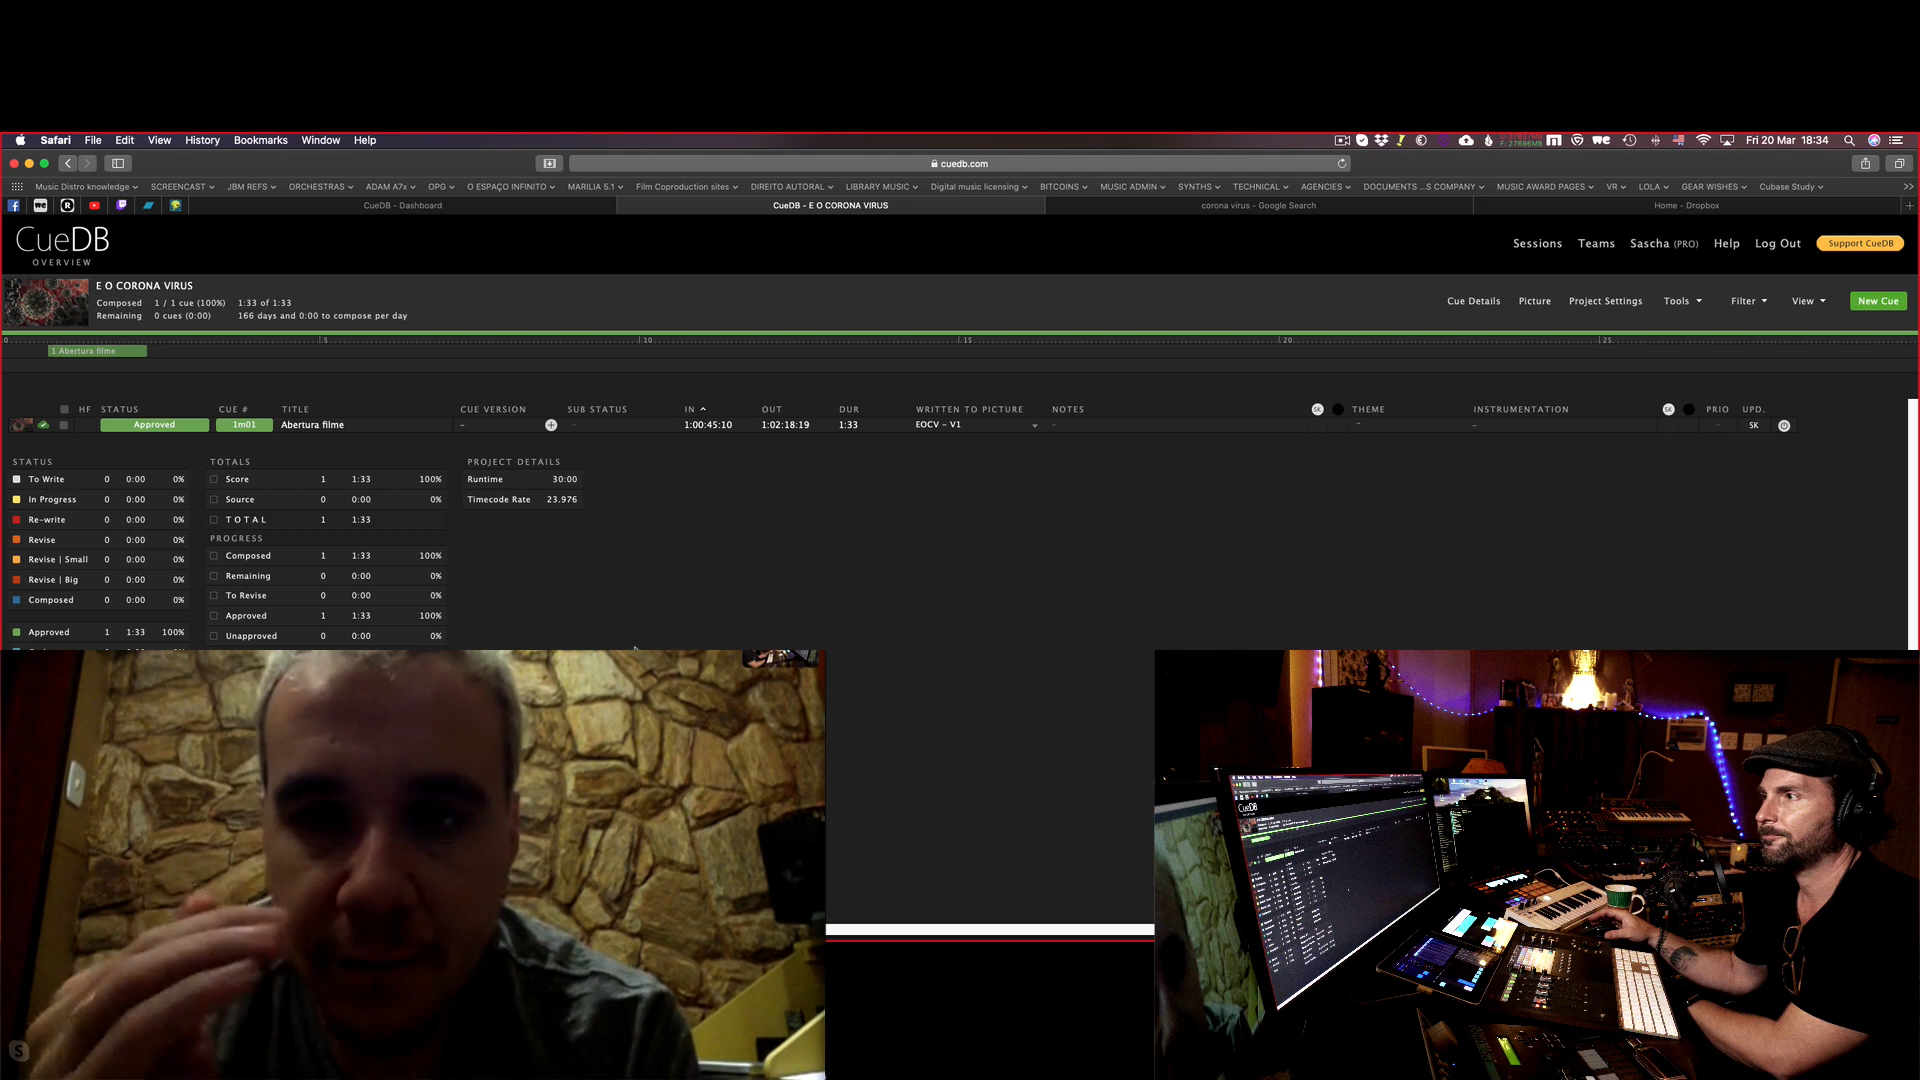 Safari File Edit View History Bookmarks Window Help
Fri 20 Mar 18:34
cuedb.com
Music Distro knowledge SCREENCAST JBM REFS ORCHESTRAS ADAM A7x OPG O ESPAÇO INFINITO MARILIA 5.1 Film Coproduction sites DIREITO AUTORAL LIBRARY MUSIC Digital music licensing BITCOINS MUSIC ADMIN SYNTHS TECHNICAL AGENCIES DOCUMENTS ...S COMPANY MUSIC AWARD PAGES VR LOLA GEAR WISHES Cubase Study
CueDB - Dashboard CueDB - E O CORONA VIRUS corona virus - Google Search Home - Dropbox
CueDB
OVERVIEW
Sessions Teams Sascha (PRO) Help Log Out Support CueDB
E O CORONA VIRUS
Composed 1 / 1 cue (100%) 1:33 of 1:33
Remaining 0 cues (0:00) 166 days and 0:00 to compose per day
Cue Details Picture Project Settings Tools Filter View New Cue
0 5 10 15 20 25
1 Abertura filme
HF STATUS CUE # TITLE CUE VERSION SUB STATUS IN OUT DUR WRITTEN TO PICTURE NOTES SK THEME INSTRUMENTATION SK PRIO UPD.
Approved 1m01 Abertura filme – – 1:00:45:10 1:02:18:19 1:33 EOCV – V1 – – – – SK
STATUS
To Write 0 0:00 0%
In Progress 0 0:00 0%
Re-write 0 0:00 0%
Revise 0 0:00 0%
Revise | Small 0 0:00 0%
Revise | Big 0 0:00 0%
Composed 0 0:00 0%
Approved 1 1:33 100%
TOTALS
Score 1 1:33 100%
Source 0 0:00 0%
TOTAL 1 1:33
PROGRESS
Composed 1 1:33 100%
Remaining 0 0:00 0%
To Revise 0 0:00 0%
Approved 1 1:33 100%
Unapproved 0 0:00 0%
PROJECT DETAILS
Runtime 30:00
Timecode Rate 23.976
CueDB